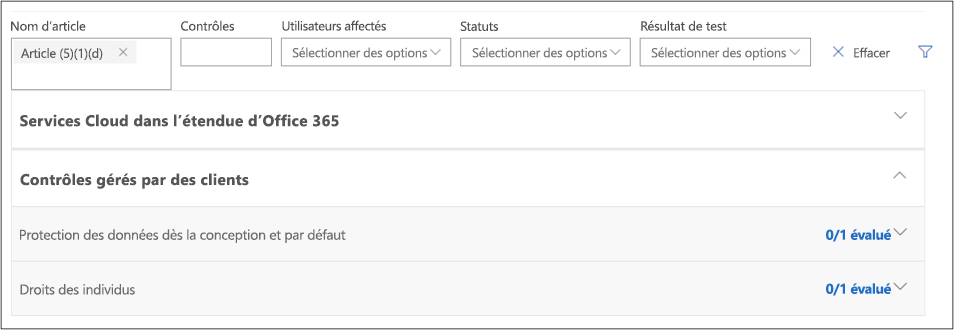 Nom d'article Contrôles Utilisateurs affectés Statuts Résultat de test
Article (5)(1)(d) Sélectionner des options Sélectionner des options Sélectionner des options Effacer
Services Cloud dans l'étendue d'Office 365
Contrôles gérés par des clients
Protection des données dès la conception et par défaut 0/1 évalué
Droits des individus 0/1 évalué